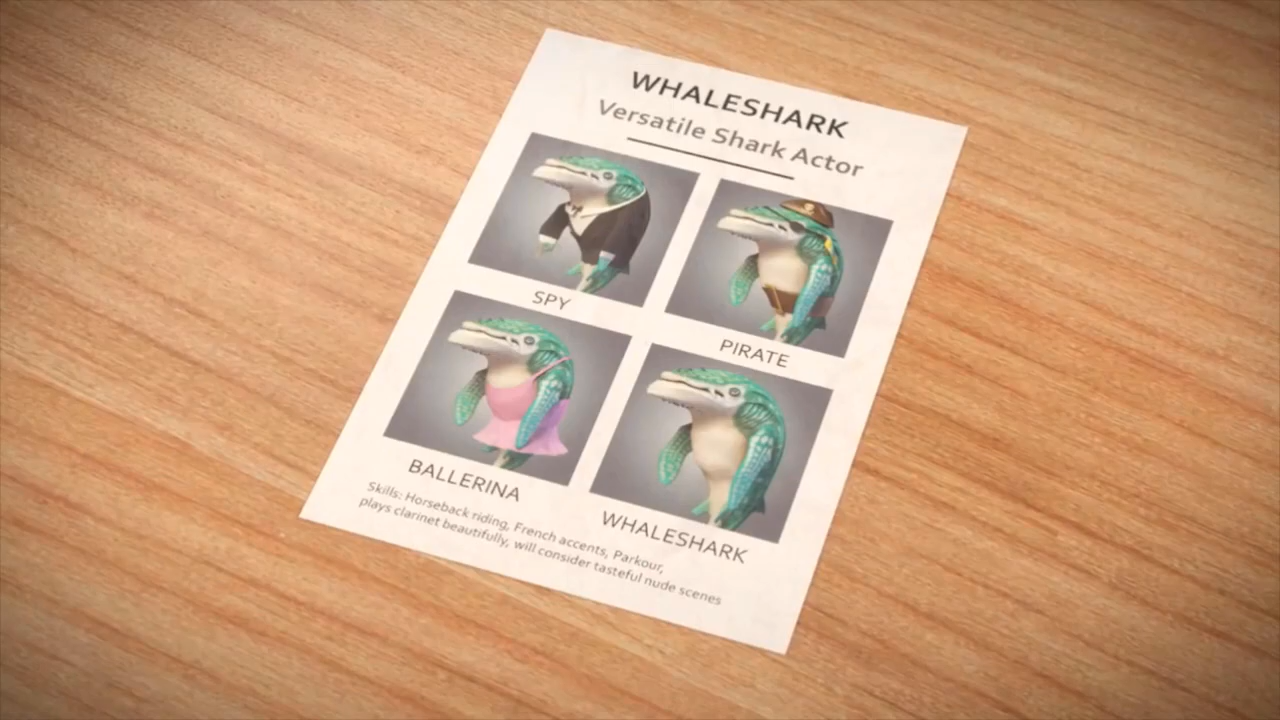 WHALESHARK
Versatile Shark Actor
SPY
PIRATE
BALLERINA
WHALESHARK
Skills: Horseback riding, French accents, Parkour,
plays clarinet beautifully, will consider tasteful nude scenes